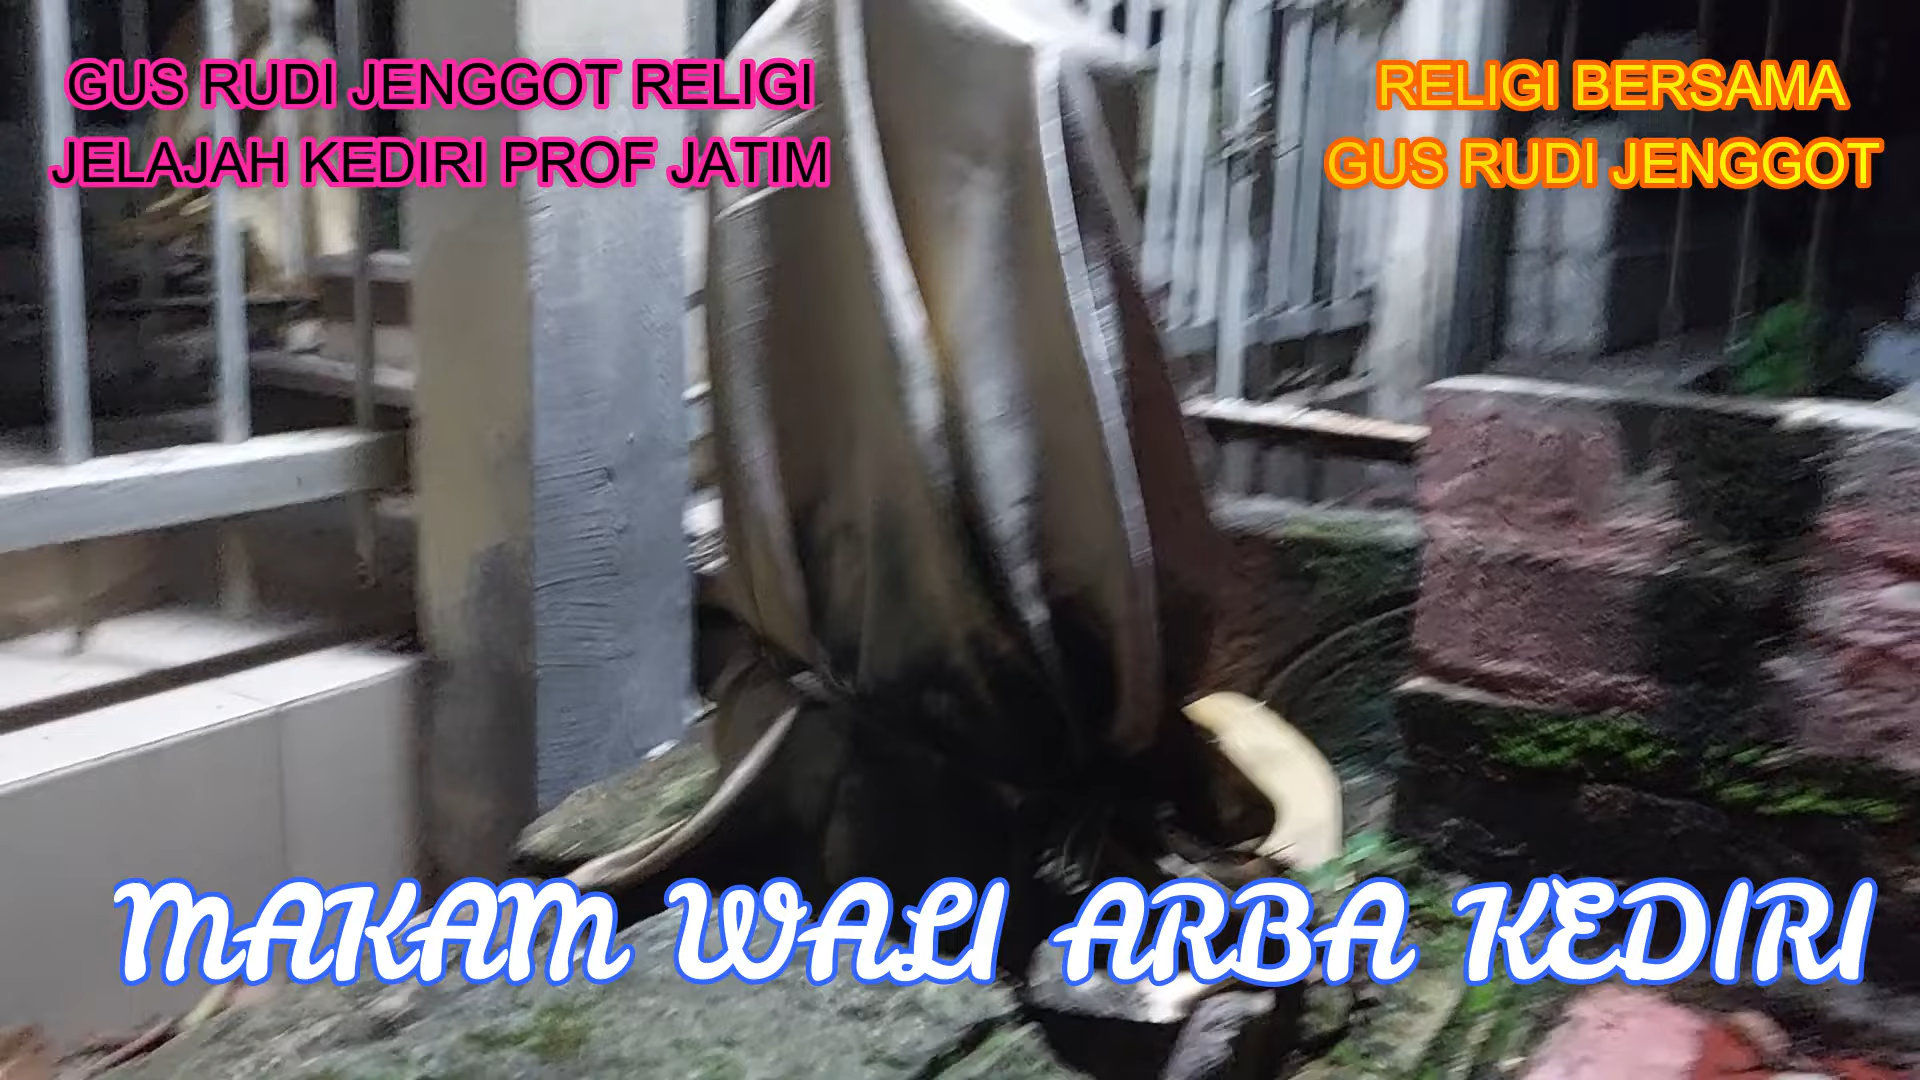 GUS RUDI JENGGOT RELIGI
JELAJAH KEDIRI PROF JATIM
RELIGI BERSAMA
GUS RUDI JENGGOT
MAKAM WALI ARBA KEDIRI